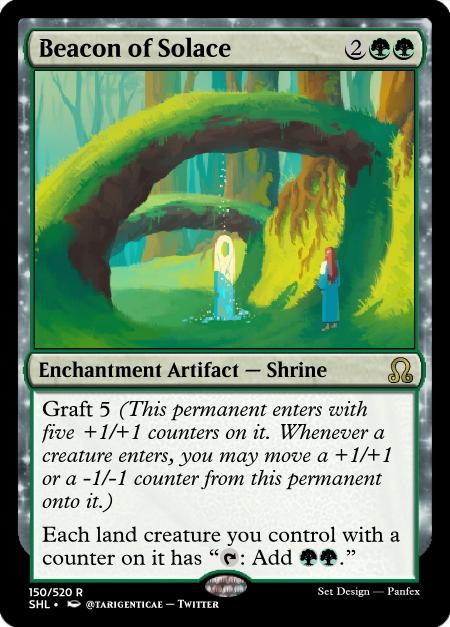 Beacon of Solace 2
Enchantment Artifact — Shrine
Graft 5 (This permanent enters with
five +1/+1 counters on it. Whenever a
creature enters, you may move a +1/+1
or a -1/-1 counter from this permanent
onto it.)
Each land creature you control with a
counter on it has “: Add .”
150/520 R
SHL • @TARIGENTICAE — TWITTER
Set Design — Panfex